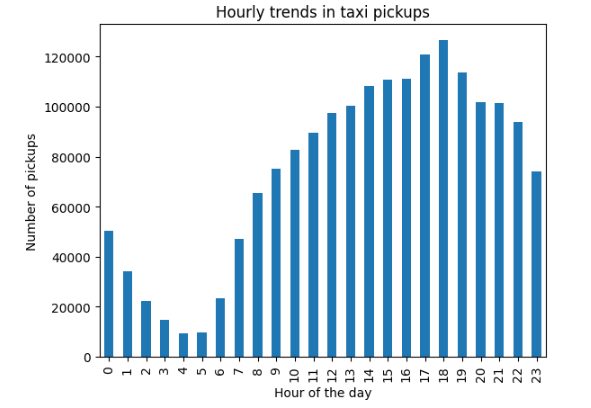 Hourly trends in taxi pickups
Number of pickups
120000
100000
80000
60000
40000
20000
0
0 1 2 3 4 5 6 7 8 9 10 11 12 13 14 15 16 17 18 19 20 21 22 23
Hour of the day